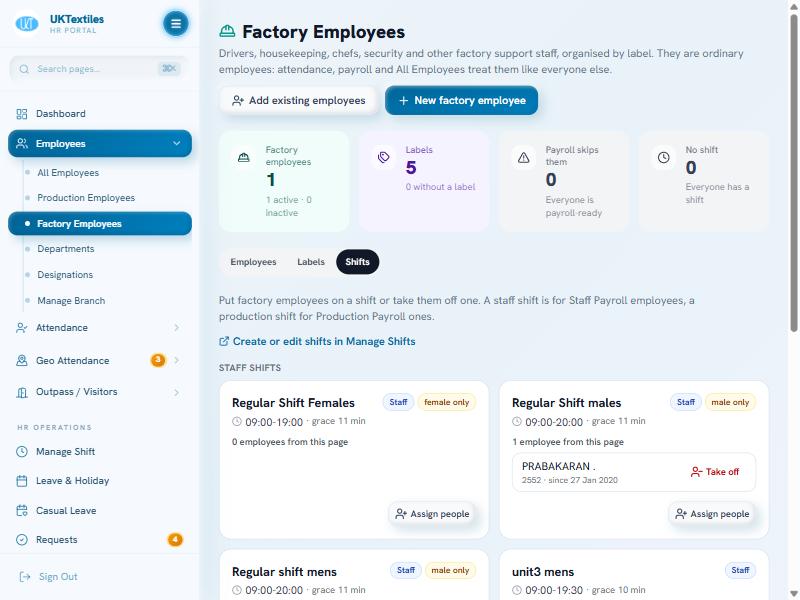 UKTextiles
HR PORTAL
Search pages...
⌘K
Dashboard
Employees
All Employees
Production Employees
Factory Employees
Departments
Designations
Manage Branch
Attendance
Geo Attendance
3
Outpass / Visitors
HR OPERATIONS
Manage Shift
Leave & Holiday
Casual Leave
Requests
4
Sign Out
Factory Employees
Drivers, housekeeping, chefs, security and other factory support staff, organised by label. They are ordinary
employees: attendance, payroll and All Employees treat them like everyone else.
Add existing employees
New factory employee
Factory
employees
1
1 active · 0
inactive
Labels
5
0 without a label
Payroll skips
them
0
Everyone is
payroll-ready
No shift
0
Everyone has a
shift
Employees
Labels
Shifts
Put factory employees on a shift or take them off one. A staff shift is for Staff Payroll employees, a
production shift for Production Payroll ones.
Create or edit shifts in Manage Shifts
STAFF SHIFTS
Regular Shift Females
Staff
female only
09:00-19:00 · grace 11 min
0 employees from this page
Assign people
Regular Shift males
Staff
male only
09:00-20:00 · grace 11 min
1 employee from this page
PRABAKARAN .
2552 · since 27 Jan 2020
Take off
Assign people
Regular shift mens
Staff
male only
09:00-20:00 · grace 11 min
unit3 mens
Staff
09:00-19:30 · grace 10 min